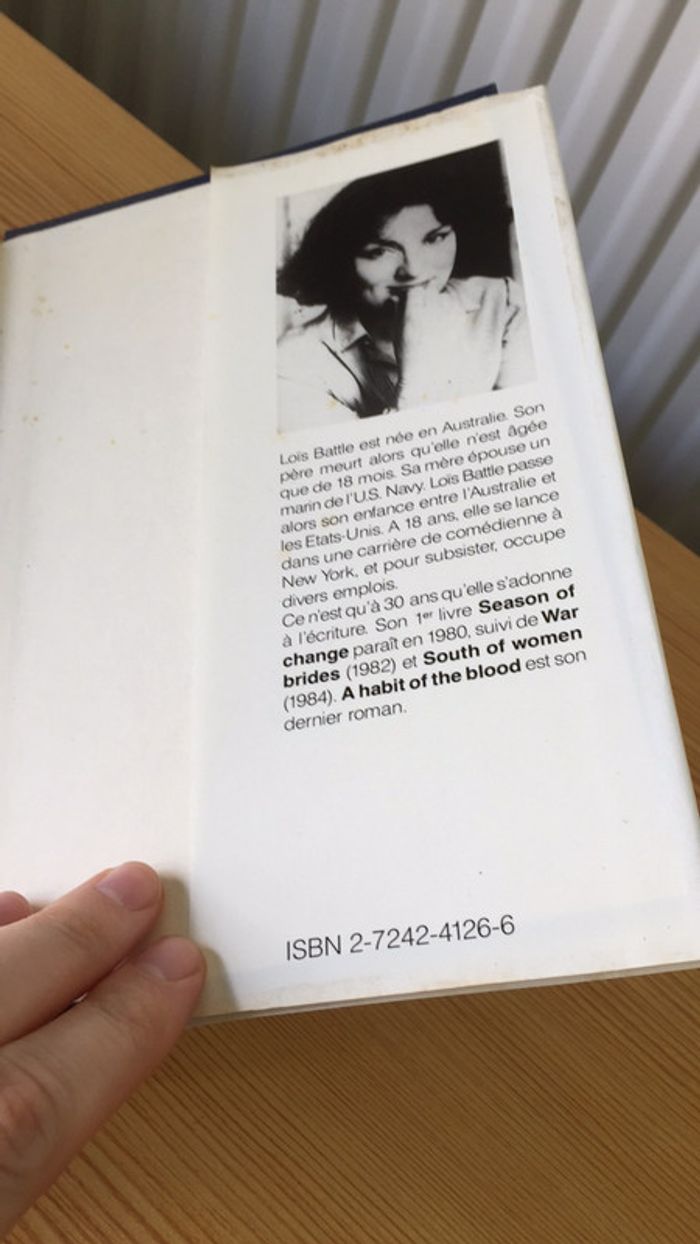 Loïs Battle est née en Australie. Son
père meurt alors qu'elle n'est âgée
que de 18 mois. Sa mère épouse un
marin de l'U.S. Navy. Loïs Battle passe
alors son enfance entre l'Australie et
les Etats-Unis. A 18 ans, elle se lance
dans une carrière de comédienne à
New York, et pour subsister, occupe
divers emplois.
Ce n'est qu'à 30 ans qu'elle s'adonne
à l'écriture. Son 1er livre Season of
change paraît en 1980, suivi de War
brides (1982) et South of women
(1984). A habit of the blood est son
dernier roman.
ISBN 2-7242-4126-6